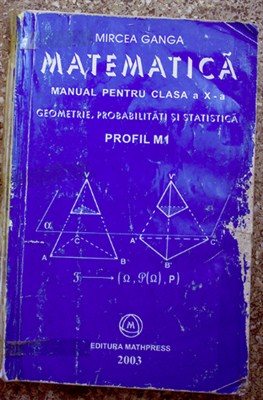 MIRCEA GANGA
MATEMATICĂ
MANUAL PENTRU CLASA a X-a
GEOMETRIE, PROBABILITĂŢI ŞI STATISTICĂ
PROFIL M1
V V'
α
C A' C'
A B B'
(Ω, P(Ω), P)
M
EDITURA MATHPRESS
2003